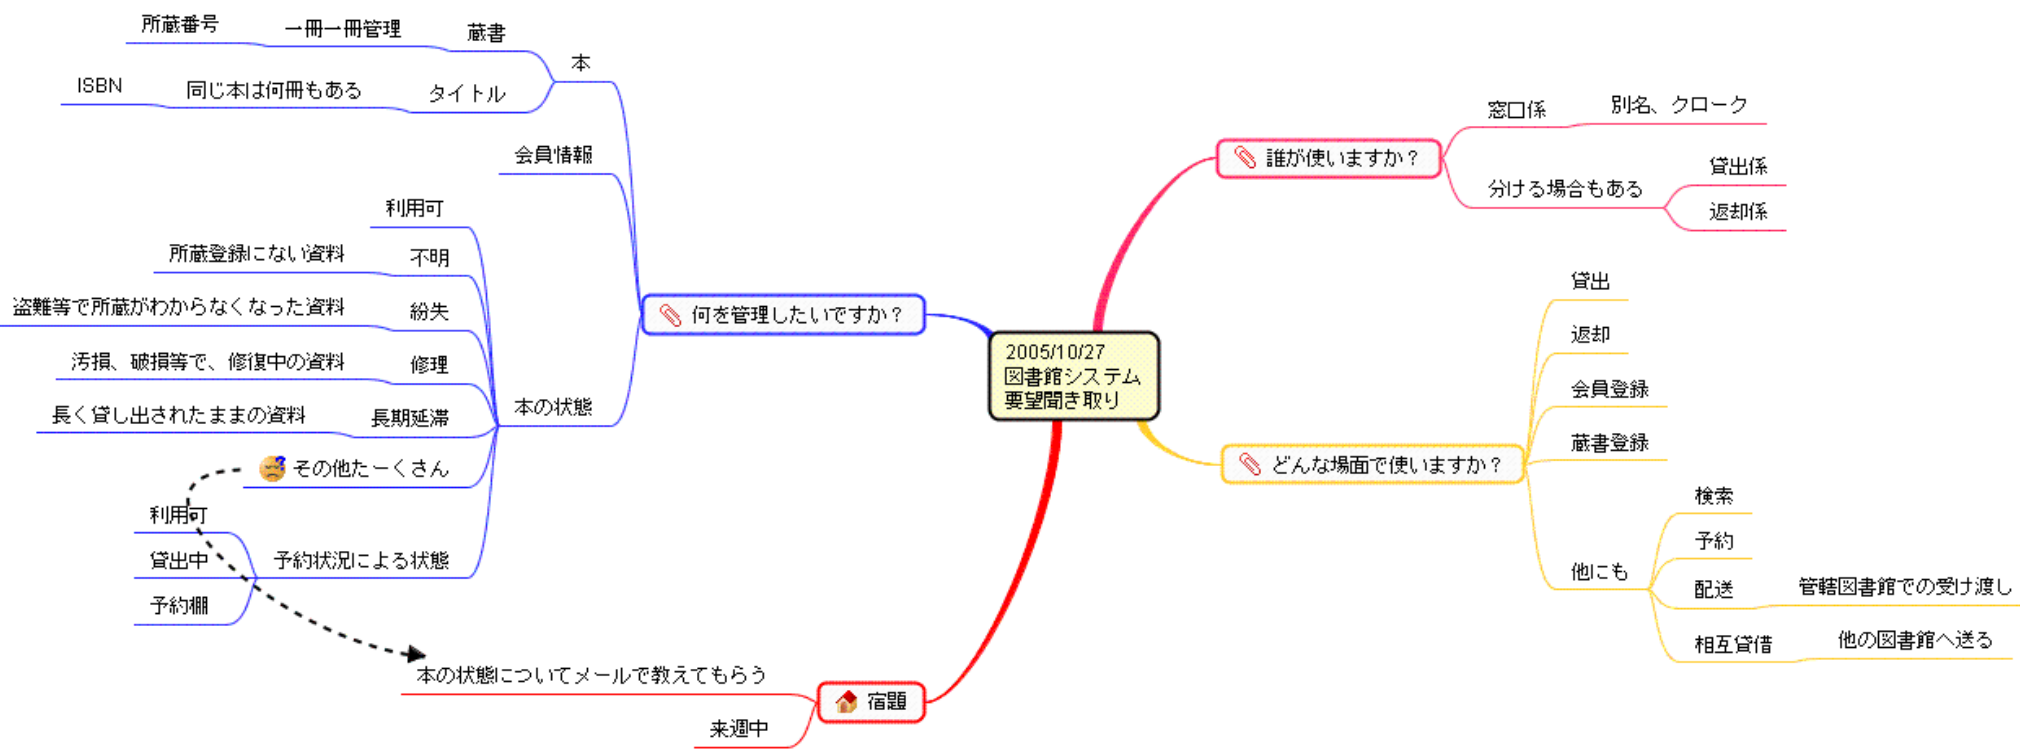 2005/10/27
図書館システム
要望聞き取り
何を管理したいですか？
本
蔵書
一冊一冊管理
所蔵番号
タイトル
同じ本は何冊もある
ISBN
会員情報
本の状態
利用可
不明
所蔵登録にない資料
紛失
盗難等で所蔵がわからなくなった資料
修理
汚損、破損等で、修復中の資料
長期延滞
長く貸し出されたままの資料
その他たーくさん
予約状況による状態
利用可
貸出中
予約棚
誰が使いますか？
窓口係
別名、クローク
分ける場合もある
貸出係
返却係
どんな場面で使いますか？
貸出
返却
会員登録
蔵書登録
他にも
検索
予約
配送
管轄図書館での受け渡し
相互貸借
他の図書館へ送る
宿題
本の状態についてメールで教えてもらう
来週中